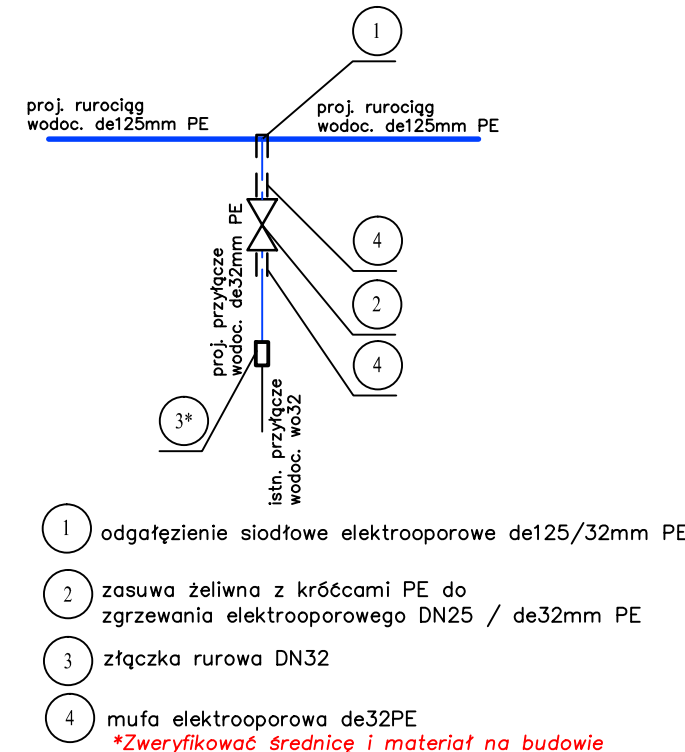 1
proj. rurociąg
wodoc. de125mm PE
proj. rurociąg
wodoc. de125mm PE
4
proj. przyłącze
wodoc. de32mm PE
2
4
3*
istn. przyłącze
wodoc. wo32
1 odgałęzienie siodłowe elektrooporowe de125/32mm PE
2 zasuwa żeliwna z króćcami PE do
zgrzewania elektrooporowego DN25 / de32mm PE
3 złączka rurowa DN32
4 mufa elektrooporowa de32PE
*Zweryfikować średnicę i materiał na budowie